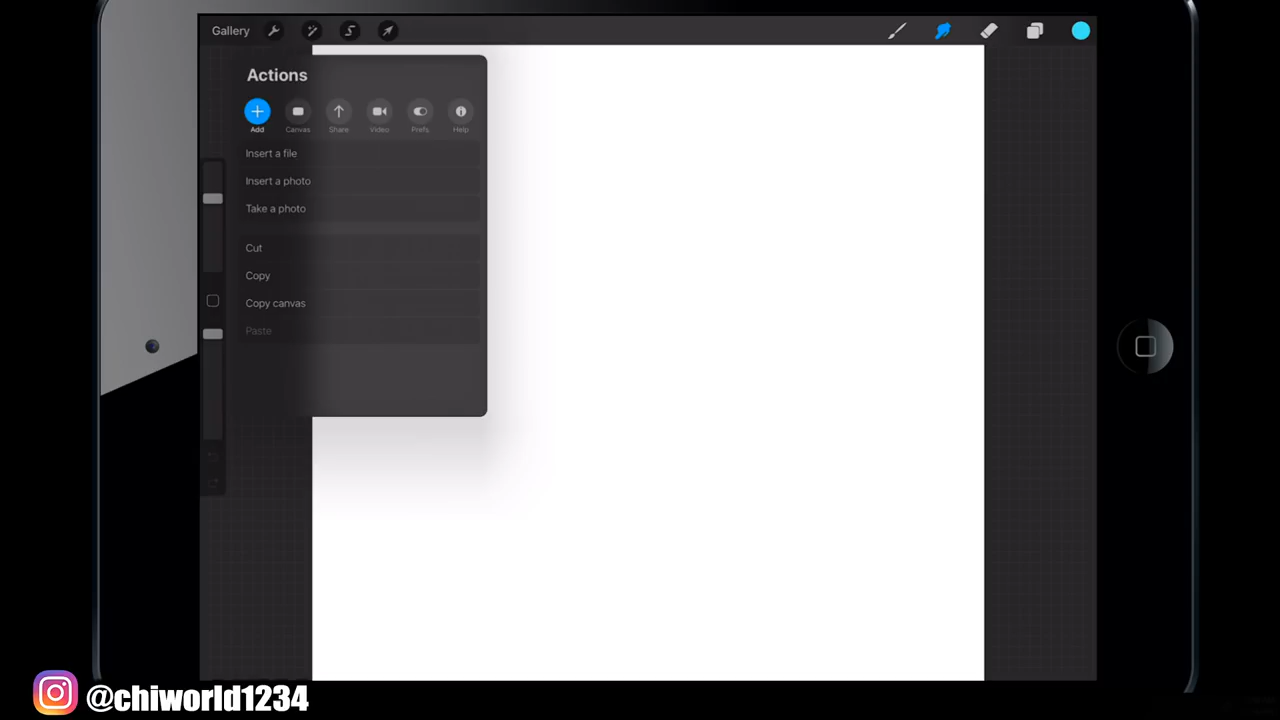 Gallery
Actions
Add Canvas Share Video Prefs Help
Insert a file
Insert a photo
Take a photo
Cut
Copy
Copy canvas
Paste
@chiworld1234